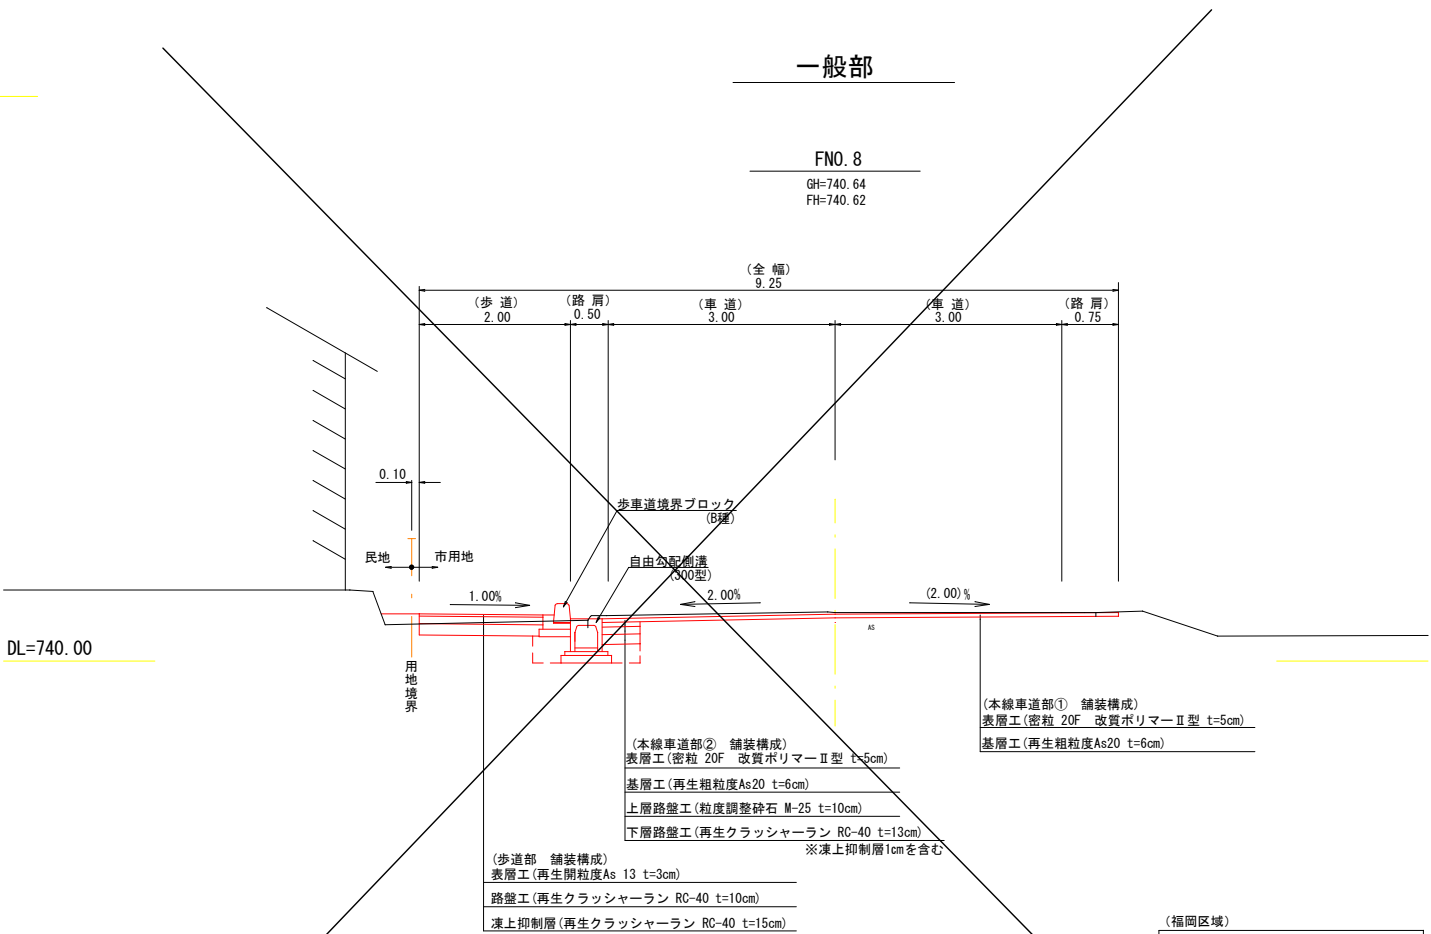 一般部
FNO.8
GH=740.64
FH=740.62
(全 幅)
9.25
(歩 道)
2.00
(路 肩)
0.50
(車 道)
3.00
(車 道)
3.00
(路 肩)
0.75
0.10
歩車道境界ブロック
(B種)
民地
市用地
自由勾配側溝
(300型)
1.00%
2.00%
(2.00)%
AS
DL=740.00
用地境界
(本線車道部① 舗装構成)
表層工(密粒 20F 改質ポリマーⅡ型 t=5cm)
基層工(再生粗粒度As20 t=6cm)
(本線車道部② 舗装構成)
表層工(密粒 20F 改質ポリマーⅡ型 t=5cm)
基層工(再生粗粒度As20 t=6cm)
上層路盤工(粒度調整砕石 M-25 t=10cm)
下層路盤工(再生クラッシャーラン RC-40 t=13cm)
※凍上抑制層1cmを含む
(歩道部 舗装構成)
表層工(再生開粒度As 13 t=3cm)
路盤工(再生クラッシャーラン RC-40 t=10cm)
凍上抑制層(再生クラッシャーラン RC-40 t=15cm)
(福岡区域)